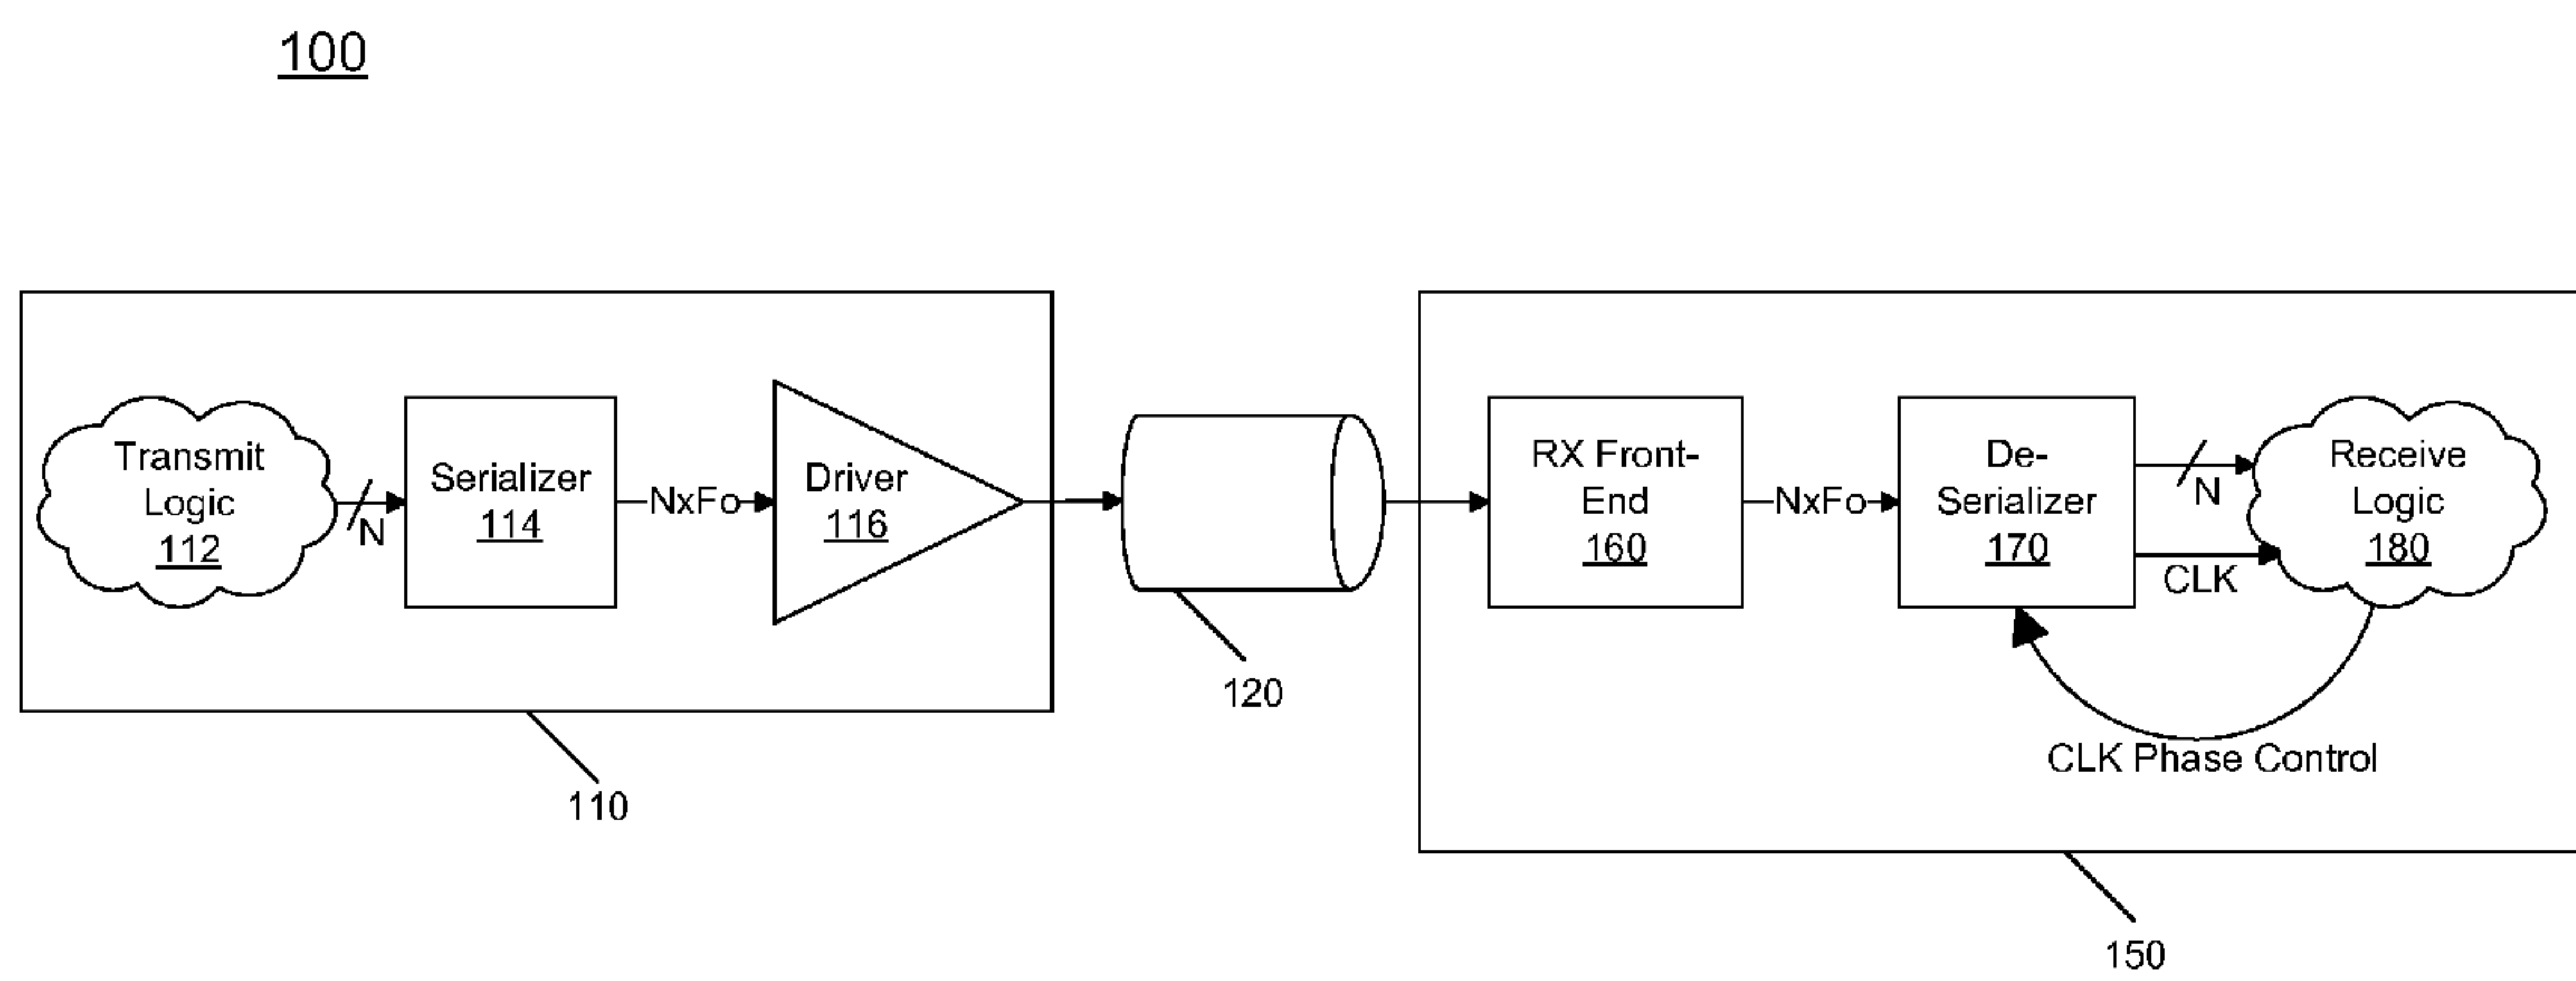 100
Transmit
Logic
112
N
Serializer
114
NxFo
Driver
116
120
110
RX Front-
End
160
NxFo
De-
Serializer
170
N
CLK
Receive
Logic
180
CLK Phase Control
150